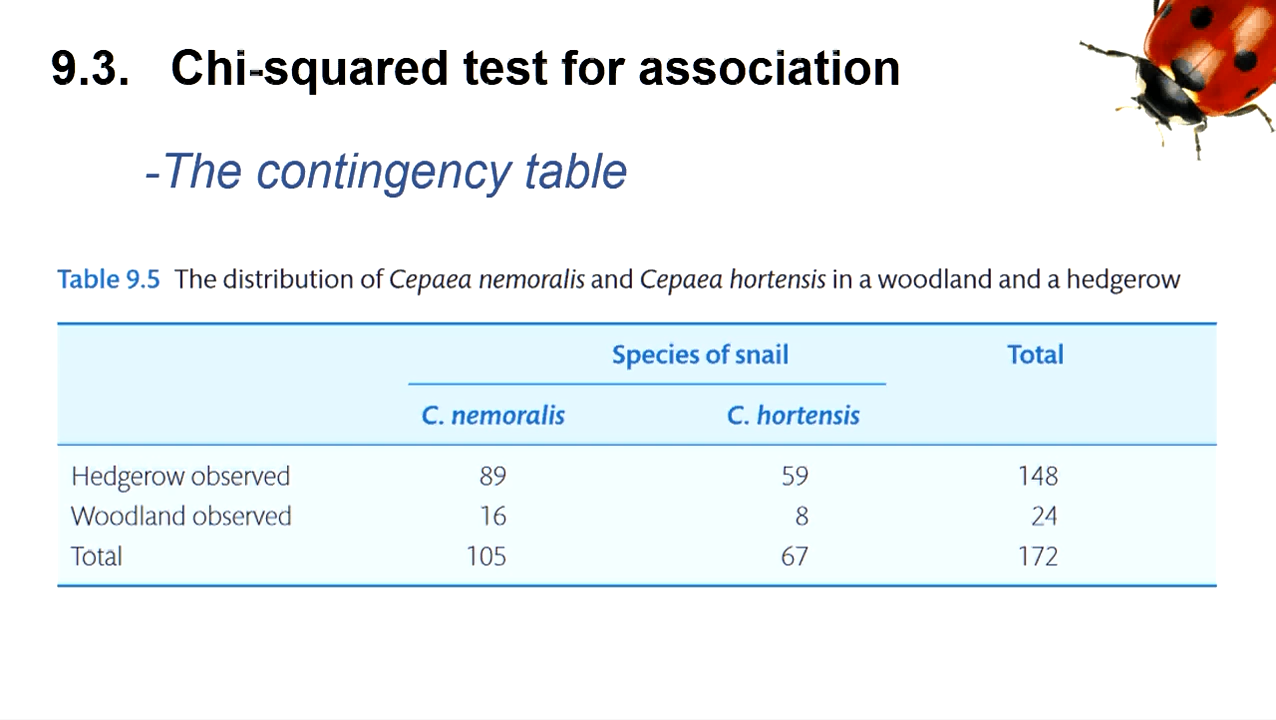 9.3. Chi-squared test for association
-The contingency table
Table 9.5 The distribution of Cepaea nemoralis and Cepaea hortensis in a woodland and a hedgerow
Species of snail Total
C. nemoralis C. hortensis
Hedgerow observed 89 59 148
Woodland observed 16 8 24
Total 105 67 172